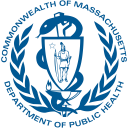 COMMONWEALTH OF MASSACHUSETTS
DEPARTMENT OF PUBLIC HEALTH